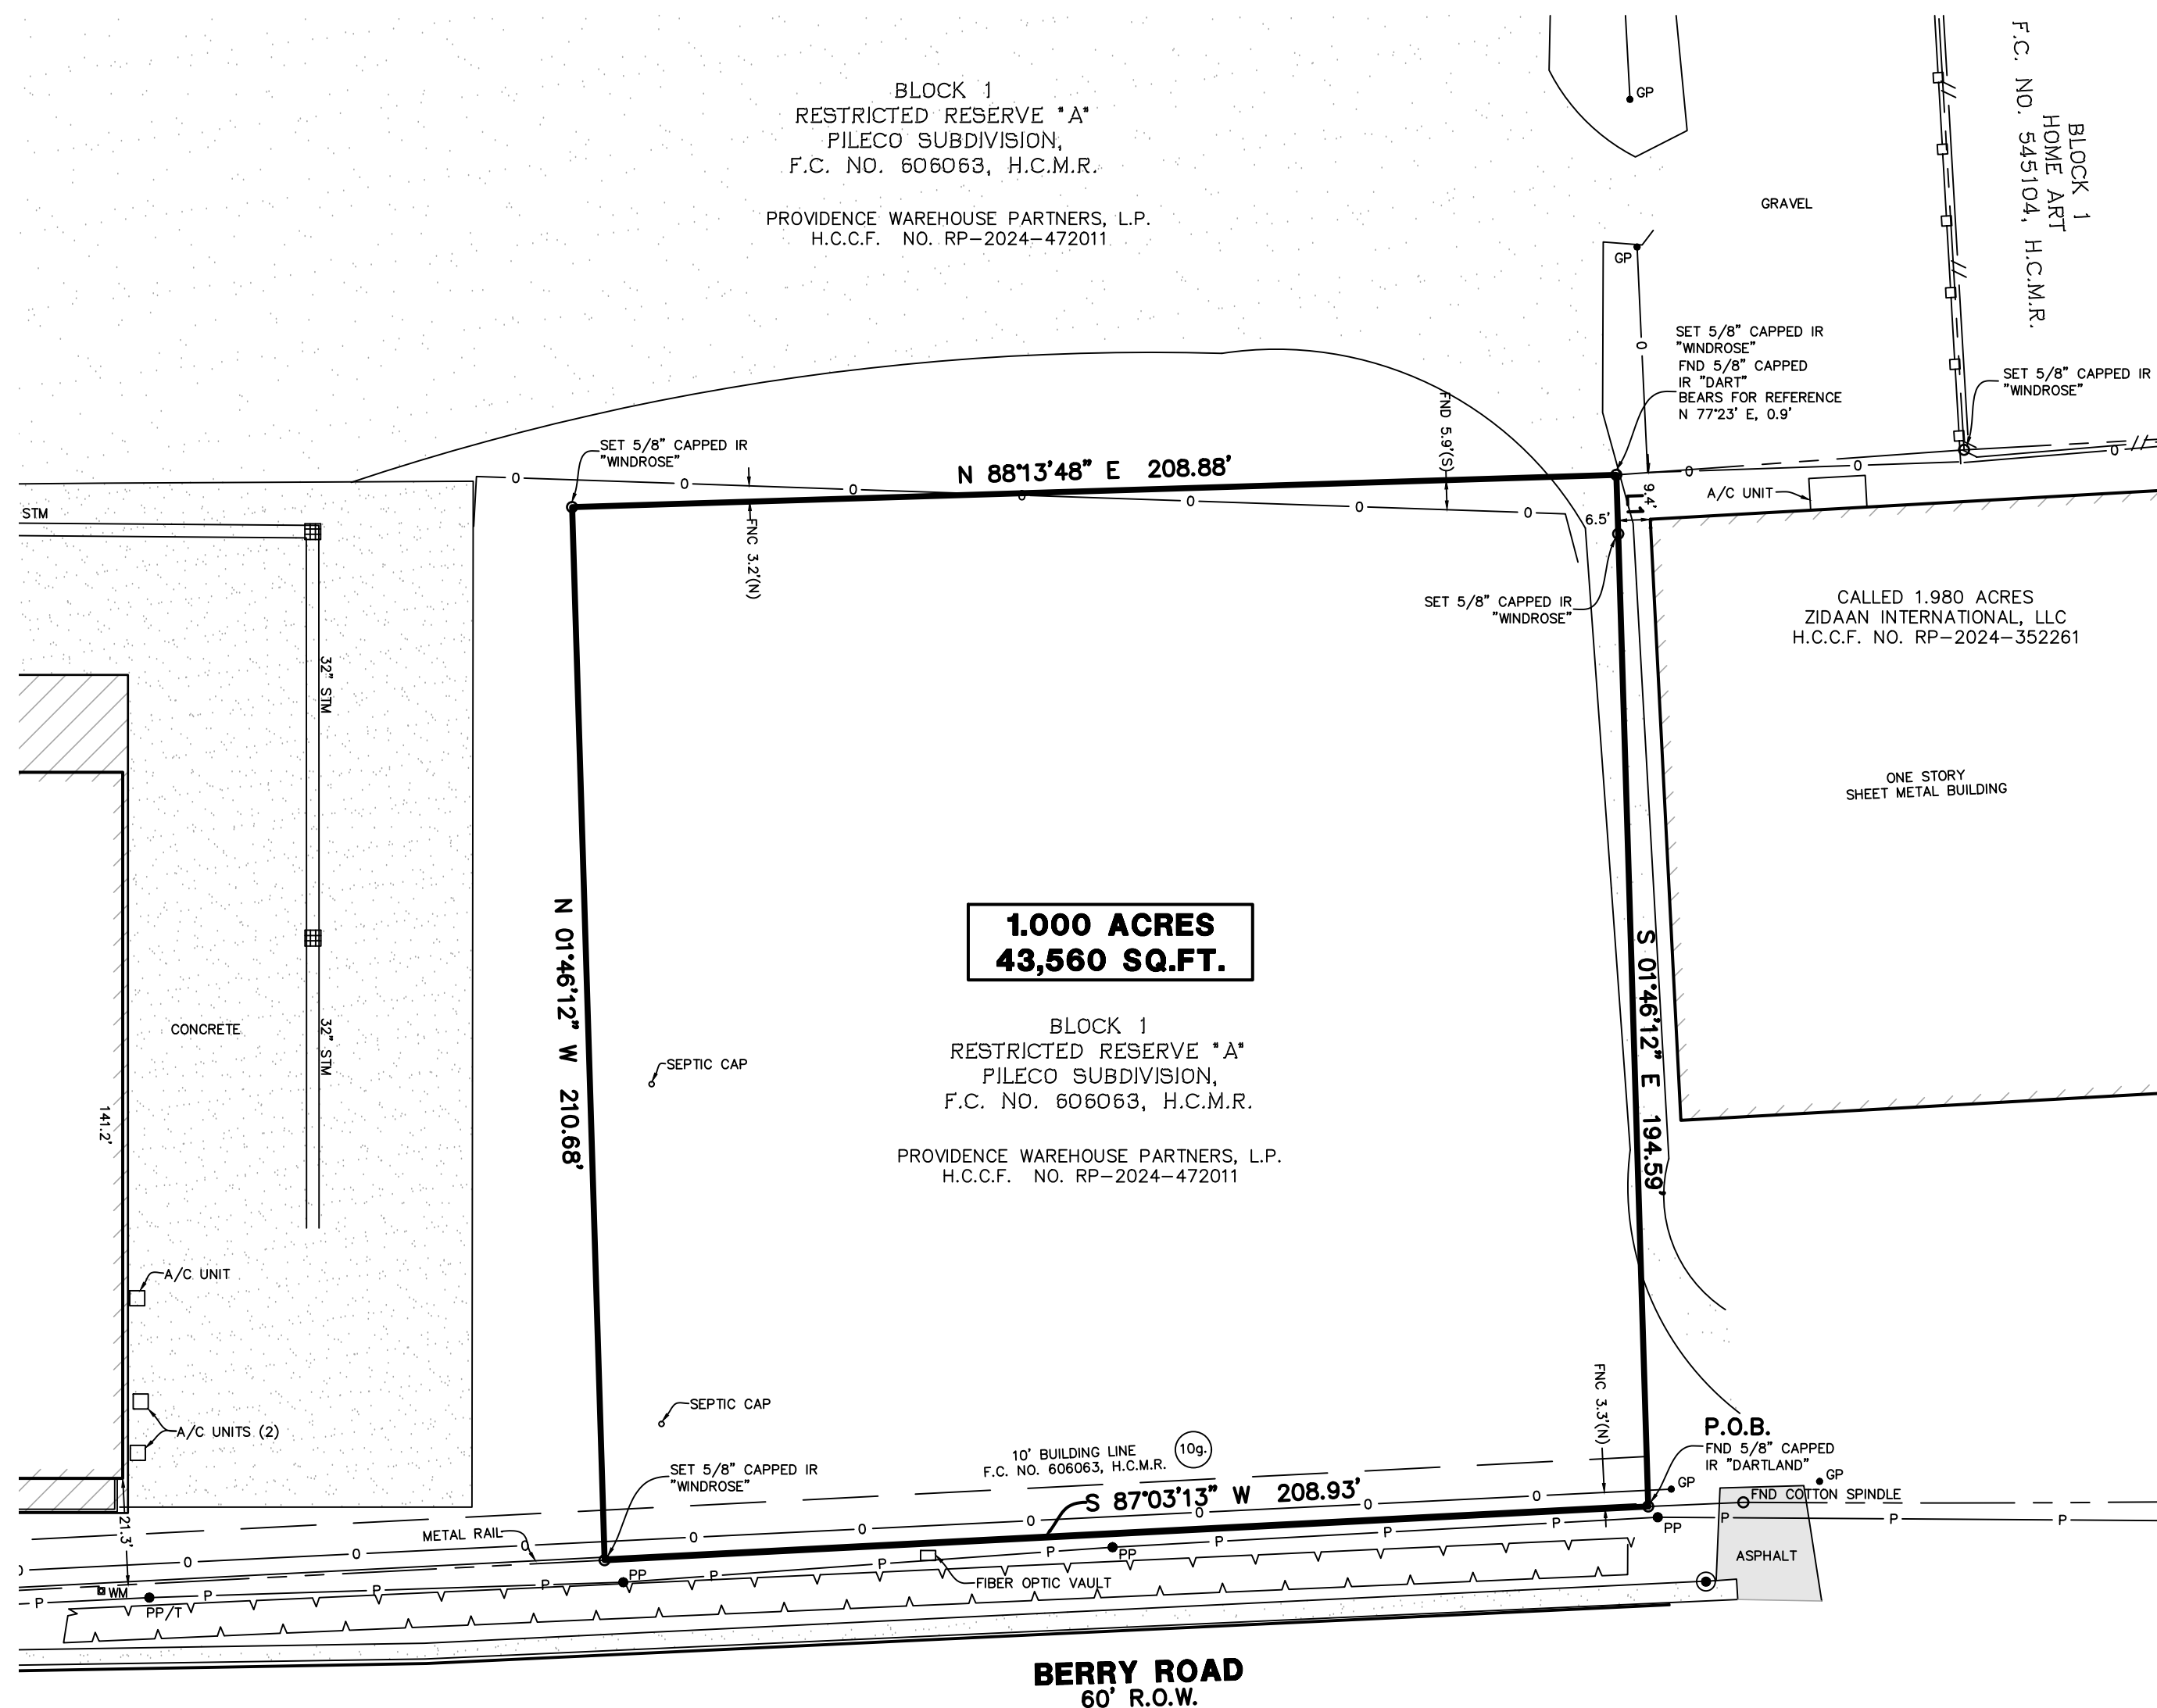 BLOCK 1
RESTRICTED RESERVE "A"
PILECO SUBDIVISION,
F.C. NO. 606063, H.C.M.R.
PROVIDENCE WAREHOUSE PARTNERS, L.P.
H.C.C.F. NO. RP-2024-472011
GP
BLOCK 1
HOME ART
F.C. NO. 545104, H.C.M.R.
GRAVEL
GP
SET 5/8" CAPPED IR
"WINDROSE"
FND 5/8" CAPPED
IR "DART"
BEARS FOR REFERENCE
N 77°23' E, 0.9'
SET 5/8" CAPPED IR
"WINDROSE"
SET 5/8" CAPPED IR
"WINDROSE"
N 88°13'48" E 208.88'
FND 5.9'(S)
FNC 3.2'(N)
L1
9.4'
6.5'
A/C UNIT
STM
SET 5/8" CAPPED IR
"WINDROSE"
CALLED 1.980 ACRES
ZIDAAN INTERNATIONAL, LLC
H.C.C.F. NO. RP-2024-352261
32" STM
ONE STORY
SHEET METAL BUILDING
N 01°46'12" W 210.68'
1.000 ACRES
43,560 SQ.FT.
S 01°46'12" E 194.59'
BLOCK 1
RESTRICTED RESERVE "A"
PILECO SUBDIVISION,
F.C. NO. 606063, H.C.M.R.
PROVIDENCE WAREHOUSE PARTNERS, L.P.
H.C.C.F. NO. RP-2024-472011
CONCRETE
32" STM
141.2'
SEPTIC CAP
A/C UNIT
SEPTIC CAP
A/C UNITS (2)
FNC 3.3'(N)
P.O.B.
FND 5/8" CAPPED
IR "DARTLAND"
10' BUILDING LINE
F.C. NO. 606063, H.C.M.R.
10g.
SET 5/8" CAPPED IR
"WINDROSE"
S 87°03'13" W 208.93'
GP
GP
FND COTTON SPINDLE
METAL RAIL
21.3'
PP
PP
PP
ASPHALT
FIBER OPTIC VAULT
WM
PP/T
BERRY ROAD
60' R.O.W.